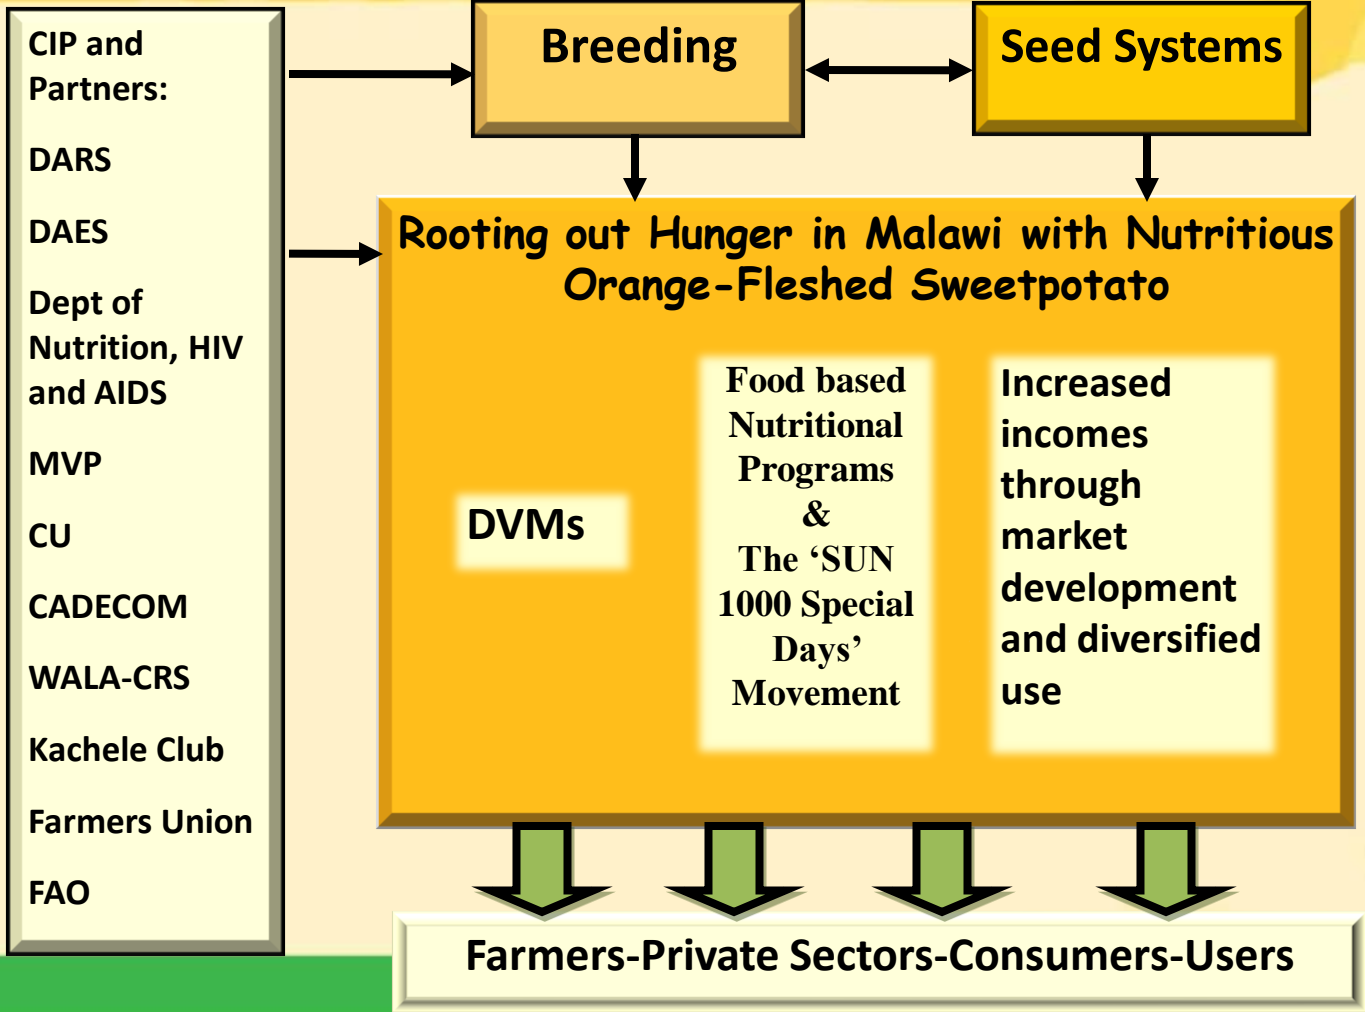 CIP and
Partners:
DARS
DAES
Dept of
Nutrition, HIV
and AIDS
MVP
CU
CADECOM
WALA-CRS
Kachele Club
Farmers Union
FAO
Breeding
Seed Systems
Rooting out Hunger in Malawi with Nutritious
Orange-Fleshed Sweetpotato
DVMs
Food based
Nutritional
Programs
&
The ‘SUN
1000 Special
Days’
Movement
Increased
incomes
through
market
development
and diversified
use
Farmers-Private Sectors-Consumers-Users